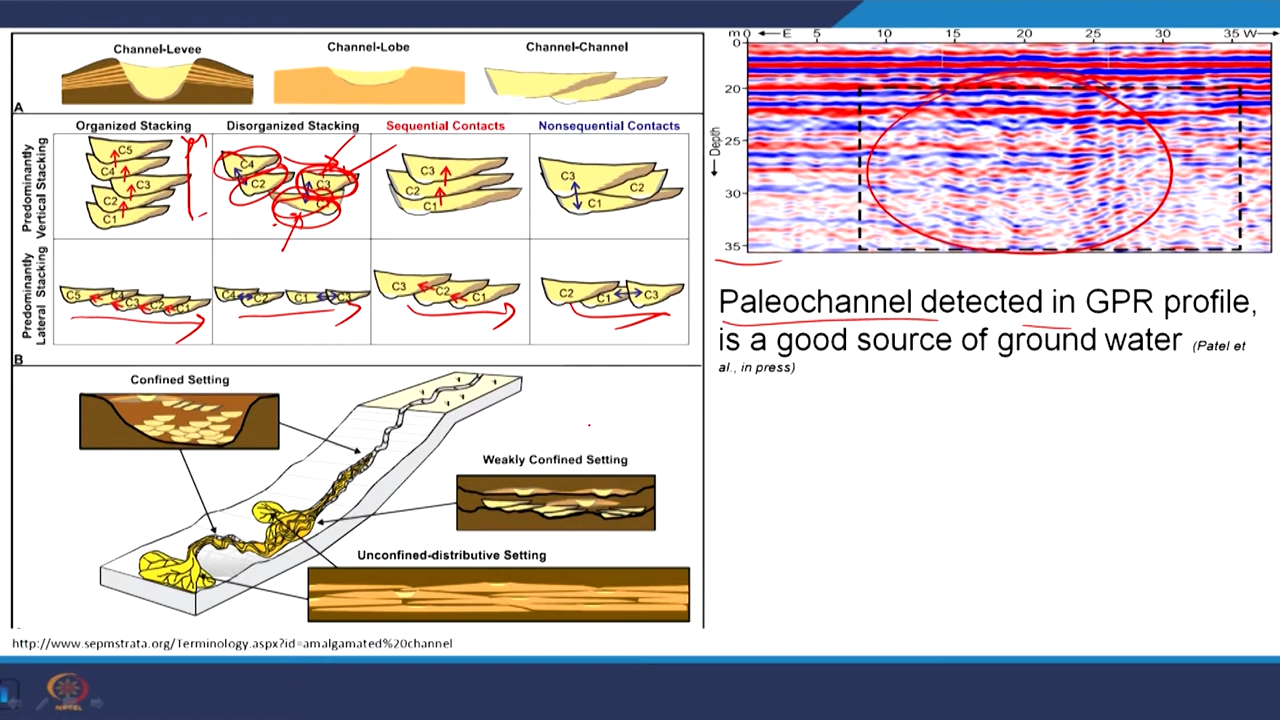 Channel-Levee
Channel-Lobe
Channel-Channel
A
Organized Stacking
Disorganized Stacking
Sequential Contacts
Nonsequential Contacts
Predominantly
Vertical Stacking
C5
C4
C3
C2
C1
C4
C2
C3
C3
C2
C1
C3
C2
C1
Predominantly
Lateral Stacking
C5
C4
C3
C2
C1
C4
C2
C1
C3
C3
C2
C1
C2
C1
C3
B
Confined Setting
Weakly Confined Setting
Unconfined-distributive Setting
http://www.sepmstrata.org/Terminology.aspx?id=amalgamated%20channel
m 0 E 5 10 15 20 25 30 W
0
20
25
30
35
Depth
Paleochannel detected in GPR profile,
is a good source of ground water (Patel et
al., in press)
NPTEL